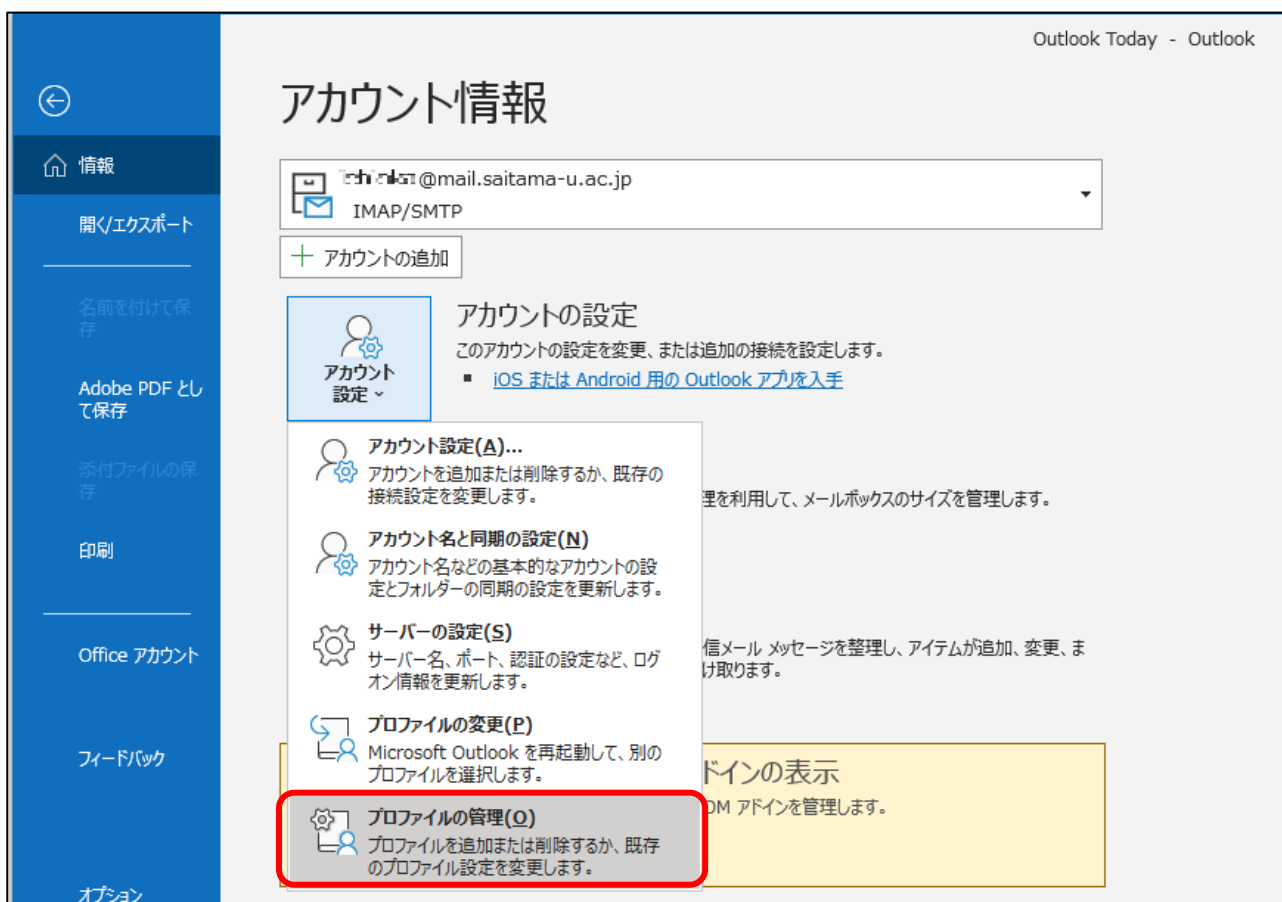 Outlook Today - Outlook
アカウント情報
情報
開く/エクスポート
名前を付けて保
存
Adobe PDF とし
て保存
添付ファイルの保
存
印刷
Office アカウント
フィードバック
オプション
@mail.saitama-u.ac.jp
IMAP/SMTP
アカウントの追加
アカウント
設定
アカウントの設定
このアカウントの設定を変更、または追加の接続を設定します。
iOS または Android 用の Outlook アプリを入手
アカウント設定(A)...
アカウントを追加または削除するか、既存の
接続設定を変更します。
アカウント名と同期の設定(N)
アカウント名などの基本的なアカウントの設
定とフォルダーの同期の設定を更新します。
サーバーの設定(S)
サーバー名、ポート、認証の設定など、ログ
オン情報を更新します。
プロファイルの変更(P)
Microsoft Outlook を再起動して、別の
プロファイルを選択します。
プロファイルの管理(O)
プロファイルを追加または削除するか、既存
のプロファイル設定を変更します。
理を利用して、メールボックスのサイズを管理します。
信メール メッセージを整理し、アイテムが追加、変更、ま
け取ります。
ドインの表示
OM アドインを管理します。